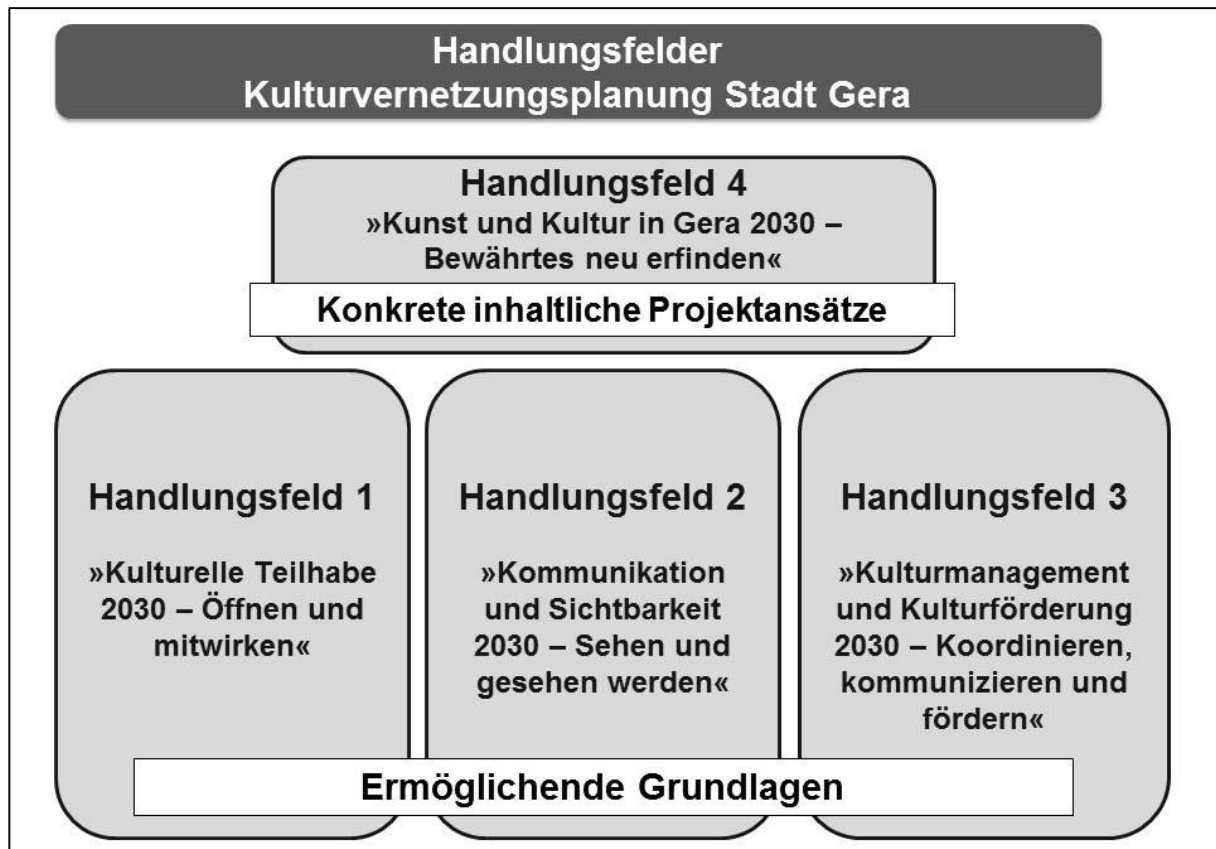 Handlungsfelder
Kulturvernetzungsplanung Stadt Gera
Handlungsfeld 4
»Kunst und Kultur in Gera 2030 –
Bewährtes neu erfinden«
Konkrete inhaltliche Projektansätze
Handlungsfeld 1
»Kulturelle Teilhabe
2030 – Öffnen und
mitwirken«
Handlungsfeld 2
»Kommunikation
und Sichtbarkeit
2030 – Sehen und
gesehen werden«
Handlungsfeld 3
»Kulturmanagement
und Kulturförderung
2030 – Koordinieren,
kommunizieren und
fördern«
Ermöglichende Grundlagen